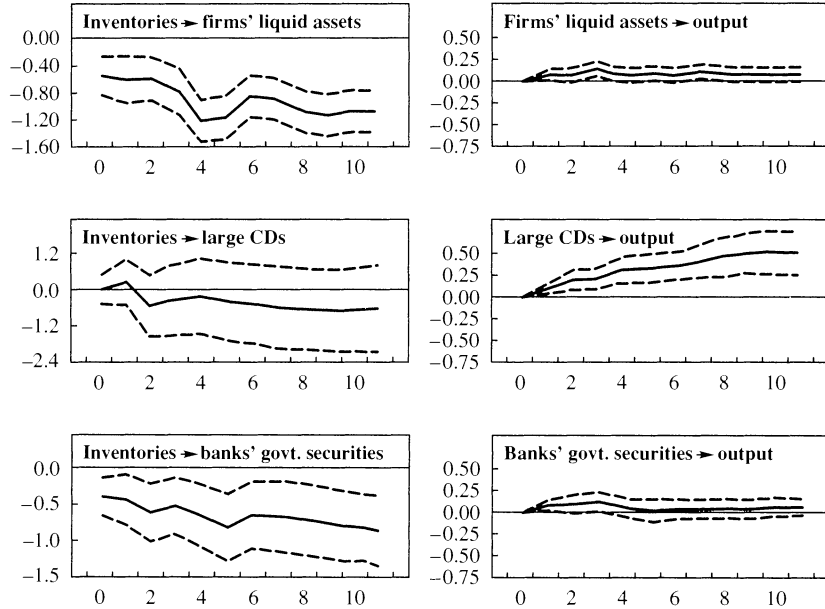 Inventories → firms' liquid assets
0.00
−0.40
−0.80
−1.20
−1.60
0 2 4 6 8 10
Firms' liquid assets → output
0.50
0.25
0.00
−0.25
−0.50
−0.75
0 2 4 6 8 10
Inventories → large CDs
1.2
0.0
−1.2
−2.4
0 2 4 6 8 10
Large CDs → output
0.50
0.25
0.00
−0.25
−0.50
−0.75
0 2 4 6 8 10
Inventories → banks' govt. securities
0.0
−0.5
−1.0
−1.5
0 2 4 6 8 10
Banks' govt. securities → output
0.50
0.25
0.00
−0.25
−0.50
−0.75
0 2 4 6 8 10